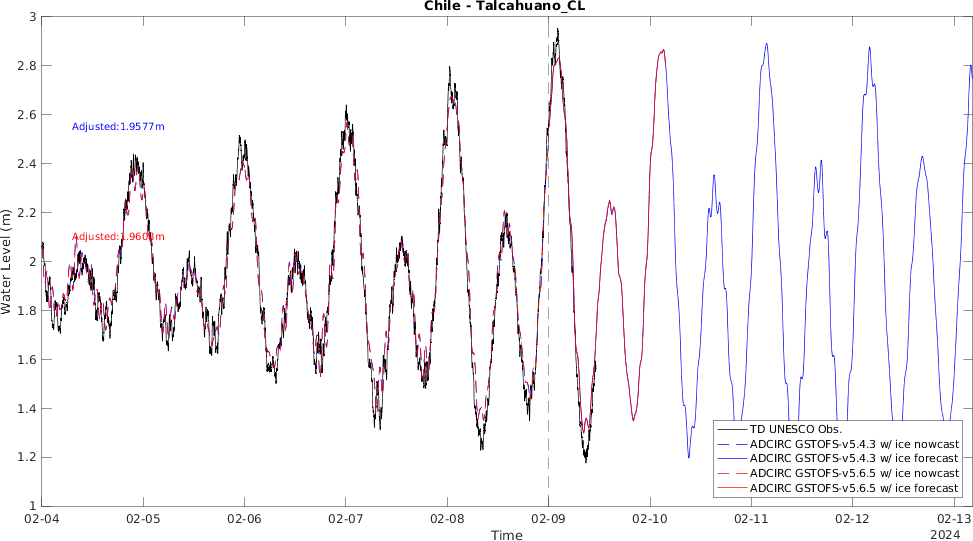 Chile - Talcahuano_CL
Water Level (m)
3
2.8
2.6
2.4
2.2
2
1.8
1.6
1.4
1.2
1
Adjusted:1.9577m
Adjusted:1.9603m
TD UNESCO Obs.
ADCIRC GSTOFS-v5.4.3 w/ ice nowcast
ADCIRC GSTOFS-v5.4.3 w/ ice forecast
ADCIRC GSTOFS-v5.6.5 w/ ice nowcast
ADCIRC GSTOFS-v5.6.5 w/ ice forecast
02-04 02-05 02-06 02-07 02-08 02-09 02-10 02-11 02-12 02-13
Time
2024